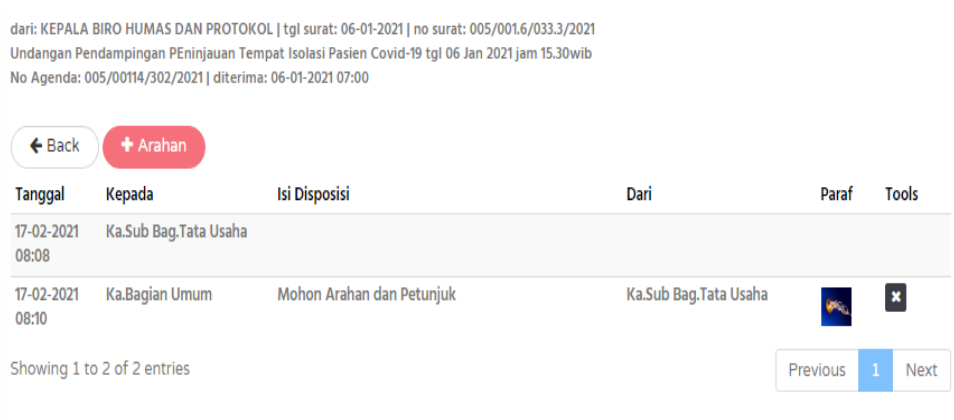 dari: KEPALA BIRO HUMAS DAN PROTOKOL | tgl surat: 06-01-2021 | no surat: 005/001.6/033.3/2021
Undangan Pendampingan PEninjauan Tempat Isolasi Pasien Covid-19 tgl 06 Jan 2021 jam 15.30wib
No Agenda: 005/00114/302/2021 | diterima: 06-01-2021 07:00
Back + Arahan
Tanggal Kepada Isi Disposisi Dari Paraf Tools
17-02-2021 Ka.Sub Bag.Tata Usaha
08:08
17-02-2021 Ka.Bagian Umum Mohon Arahan dan Petunjuk Ka.Sub Bag.Tata Usaha
08:10
Showing 1 to 2 of 2 entries Previous 1 Next